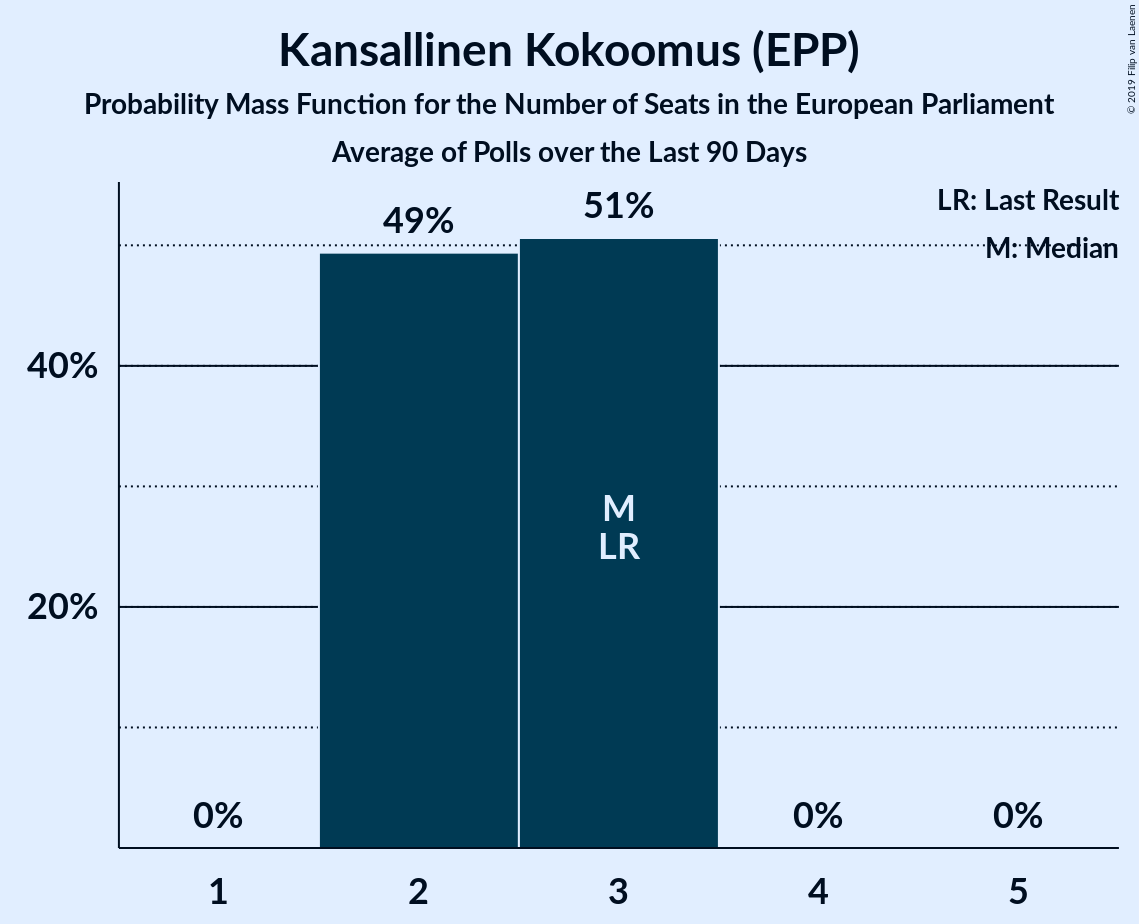 Kansallinen Kokoomus (EPP)
Probability Mass Function for the Number of Seats in the European Parliament
Average of Polls over the Last 90 Days
© 2019 Filip van Laenen
LR: Last Result
M: Median
49%
51%
40%
20%
M
LR
0%
0%
0%
1
2
3
4
5